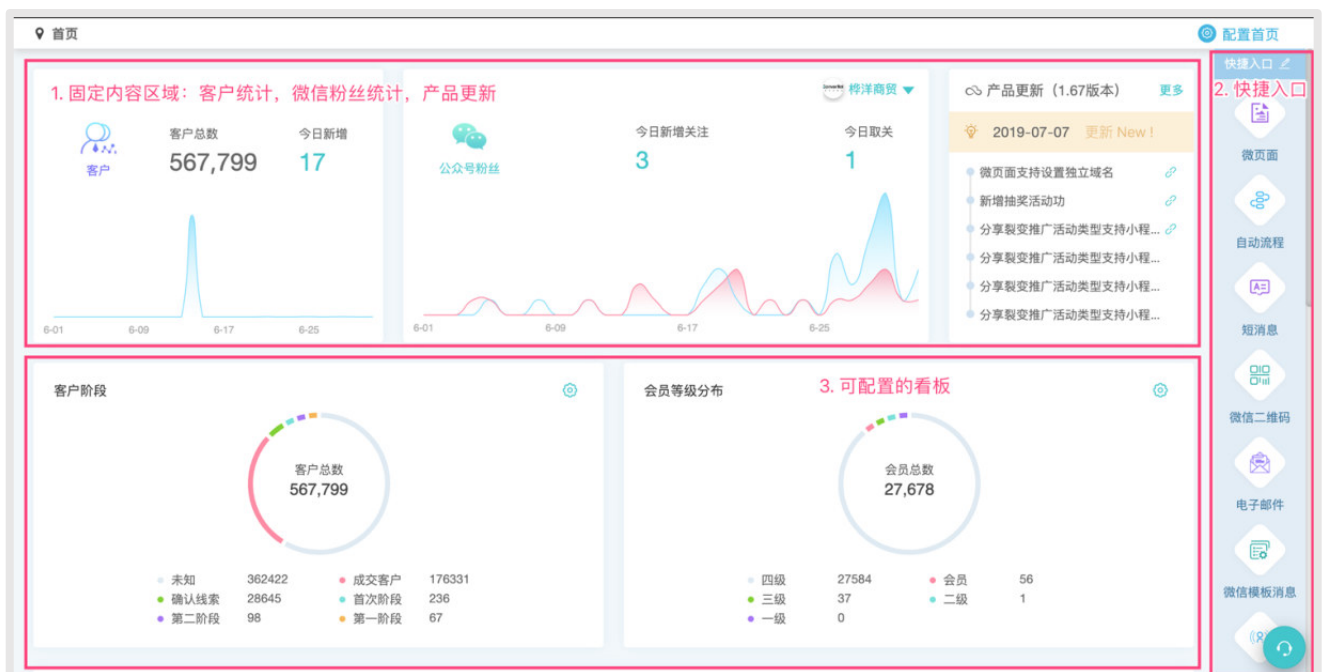 首页
配置首页
1. 固定内容区域：客户统计，微信粉丝统计，产品更新
客户
客户总数
567,799
今日新增
17
6-01
6-09
6-17
6-25
桦洋商贸
公众号粉丝
今日新增关注
3
今日取关
1
6-01
6-09
6-17
6-25
产品更新（1.67版本）
更多
2019-07-07 更新 New !
微页面支持设置独立域名
新增抽奖活动功
分享裂变推广活动类型支持小程...
分享裂变推广活动类型支持小程...
分享裂变推广活动类型支持小程...
分享裂变推广活动类型支持小程...
快捷入口
2. 快捷入口
微页面
自动流程
短消息
微信二维码
电子邮件
微信模板消息
客户阶段
客户总数
567,799
未知 362422 成交客户 176331
确认线索 28645 首次阶段 236
第二阶段 98 第一阶段 67
会员等级分布
3. 可配置的看板
会员总数
27,678
四级 27584 会员 56
三级 37 二级 1
一级 0